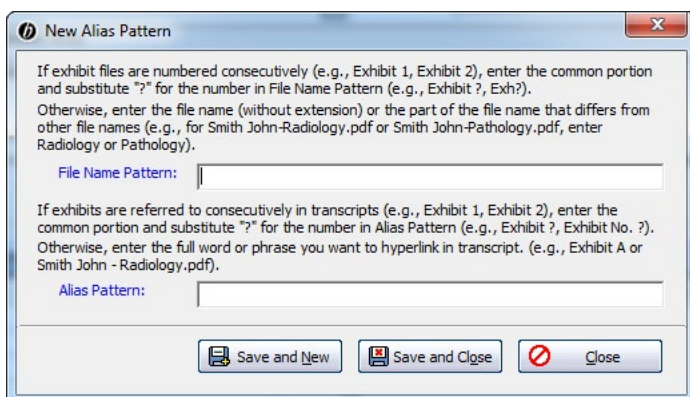 New Alias Pattern
If exhibit files are numbered consecutively (e.g., Exhibit 1, Exhibit 2), enter the common portion
and substitute "?" for the number in File Name Pattern (e.g., Exhibit ?, Exh?).
Otherwise, enter the file name (without extension) or the part of the file name that differs from
other file names (e.g., for Smith John-Radiology.pdf or Smith John-Pathology.pdf, enter
Radiology or Pathology).
File Name Pattern:
If exhibits are referred to consecutively in transcripts (e.g., Exhibit 1, Exhibit 2), enter the
common portion and substitute "?" for the number in Alias Pattern (e.g., Exhibit ?, Exhibit No. ?).
Otherwise, enter the full word or phrase you want to hyperlink in transcript. (e.g., Exhibit A or
Smith John - Radiology.pdf).
Alias Pattern:
Save and New Save and Close Close